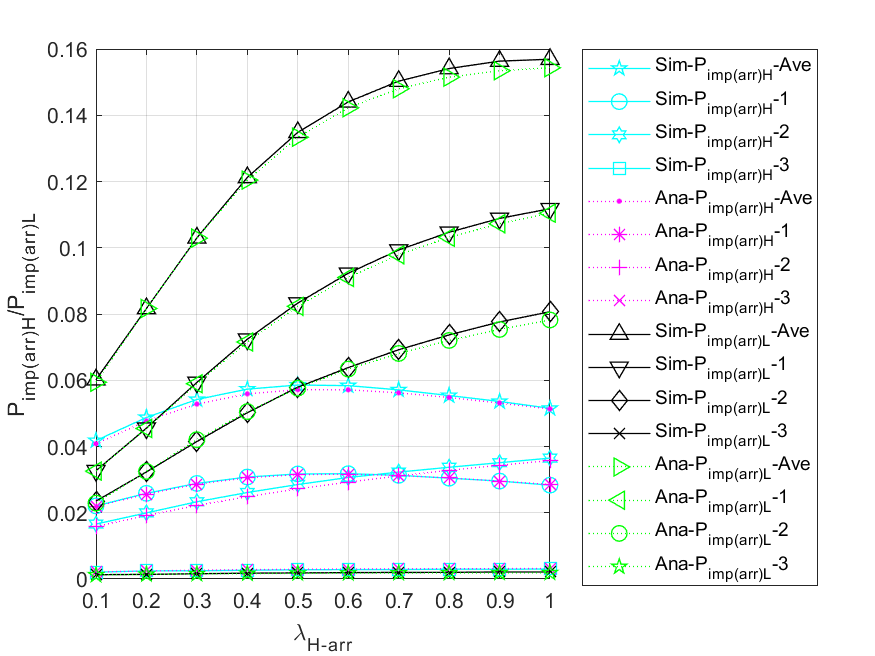 0.16
0.14
0.12
0.1
0.08
0.06
0.04
0.02
0
P_imp(arr)H/P_imp(arr)L
0.1 0.2 0.3 0.4 0.5 0.6 0.7 0.8 0.9 1
λ_H-arr
Sim-P_imp(arr)H-Ave
Sim-P_imp(arr)H-1
Sim-P_imp(arr)H-2
Sim-P_imp(arr)H-3
Ana-P_imp(arr)H-Ave
Ana-P_imp(arr)H-1
Ana-P_imp(arr)H-2
Ana-P_imp(arr)H-3
Sim-P_imp(arr)L-Ave
Sim-P_imp(arr)L-1
Sim-P_imp(arr)L-2
Sim-P_imp(arr)L-3
Ana-P_imp(arr)L-Ave
Ana-P_imp(arr)L-1
Ana-P_imp(arr)L-2
Ana-P_imp(arr)L-3